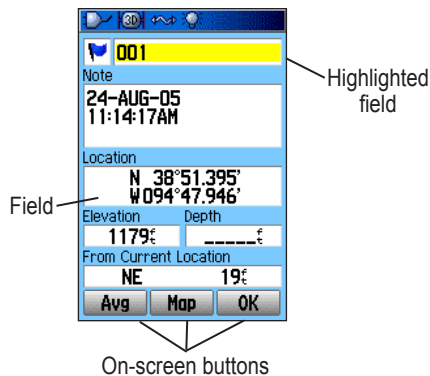 3D
001
Highlighted
field
Note
24-AUG-05
11:14:17AM
Location
N 38°51.395'
W094°47.946'
Field
Elevation Depth
1179ft _____ft
From Current Location
NE 19ft
Avg Map OK
On-screen buttons